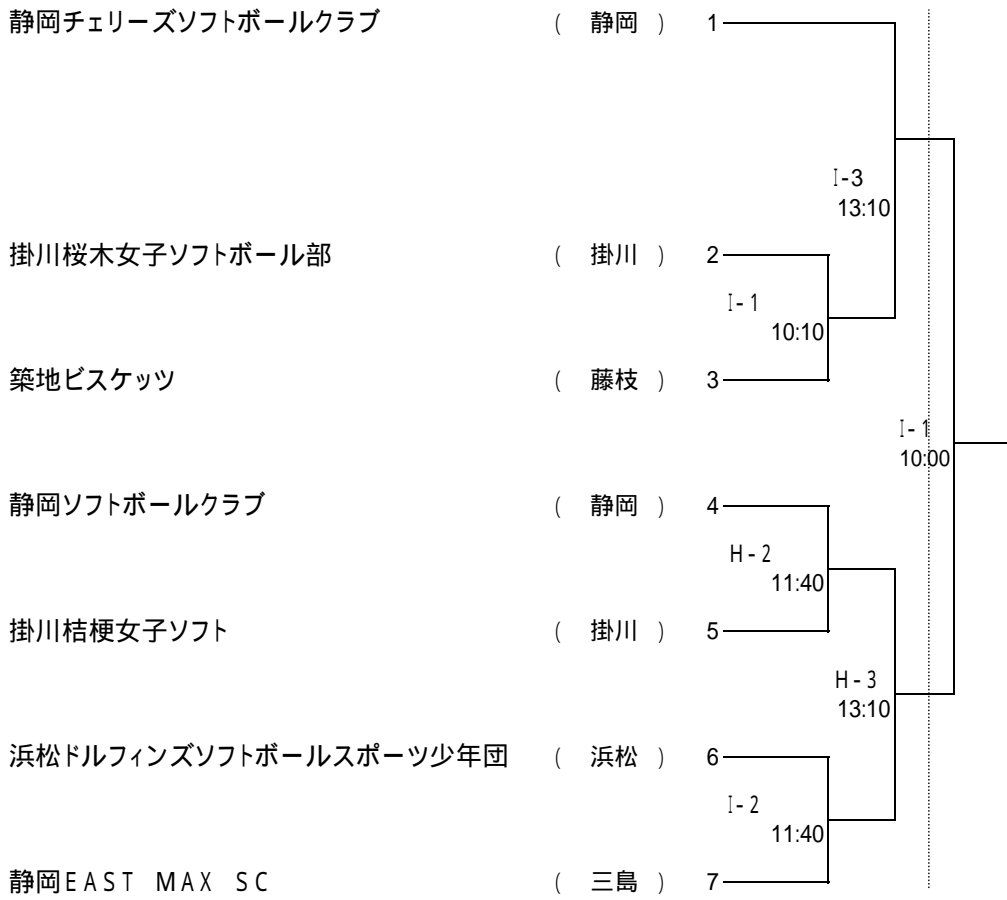 静岡チェリーズソフトボールクラブ ( 静岡 ) 1
I-3
13:10
掛川桜木女子ソフトボール部 ( 掛川 ) 2
I-1
10:10
築地ビスケッツ ( 藤枝 ) 3
I-1
10:00
静岡ソフトボールクラブ ( 静岡 ) 4
H-2
11:40
掛川桔梗女子ソフト ( 掛川 ) 5
H-3
13:10
浜松ドルフィンズソフトボールスポーツ少年団 ( 浜松 ) 6
I-2
11:40
静岡EAST MAX SC ( 三島 ) 7